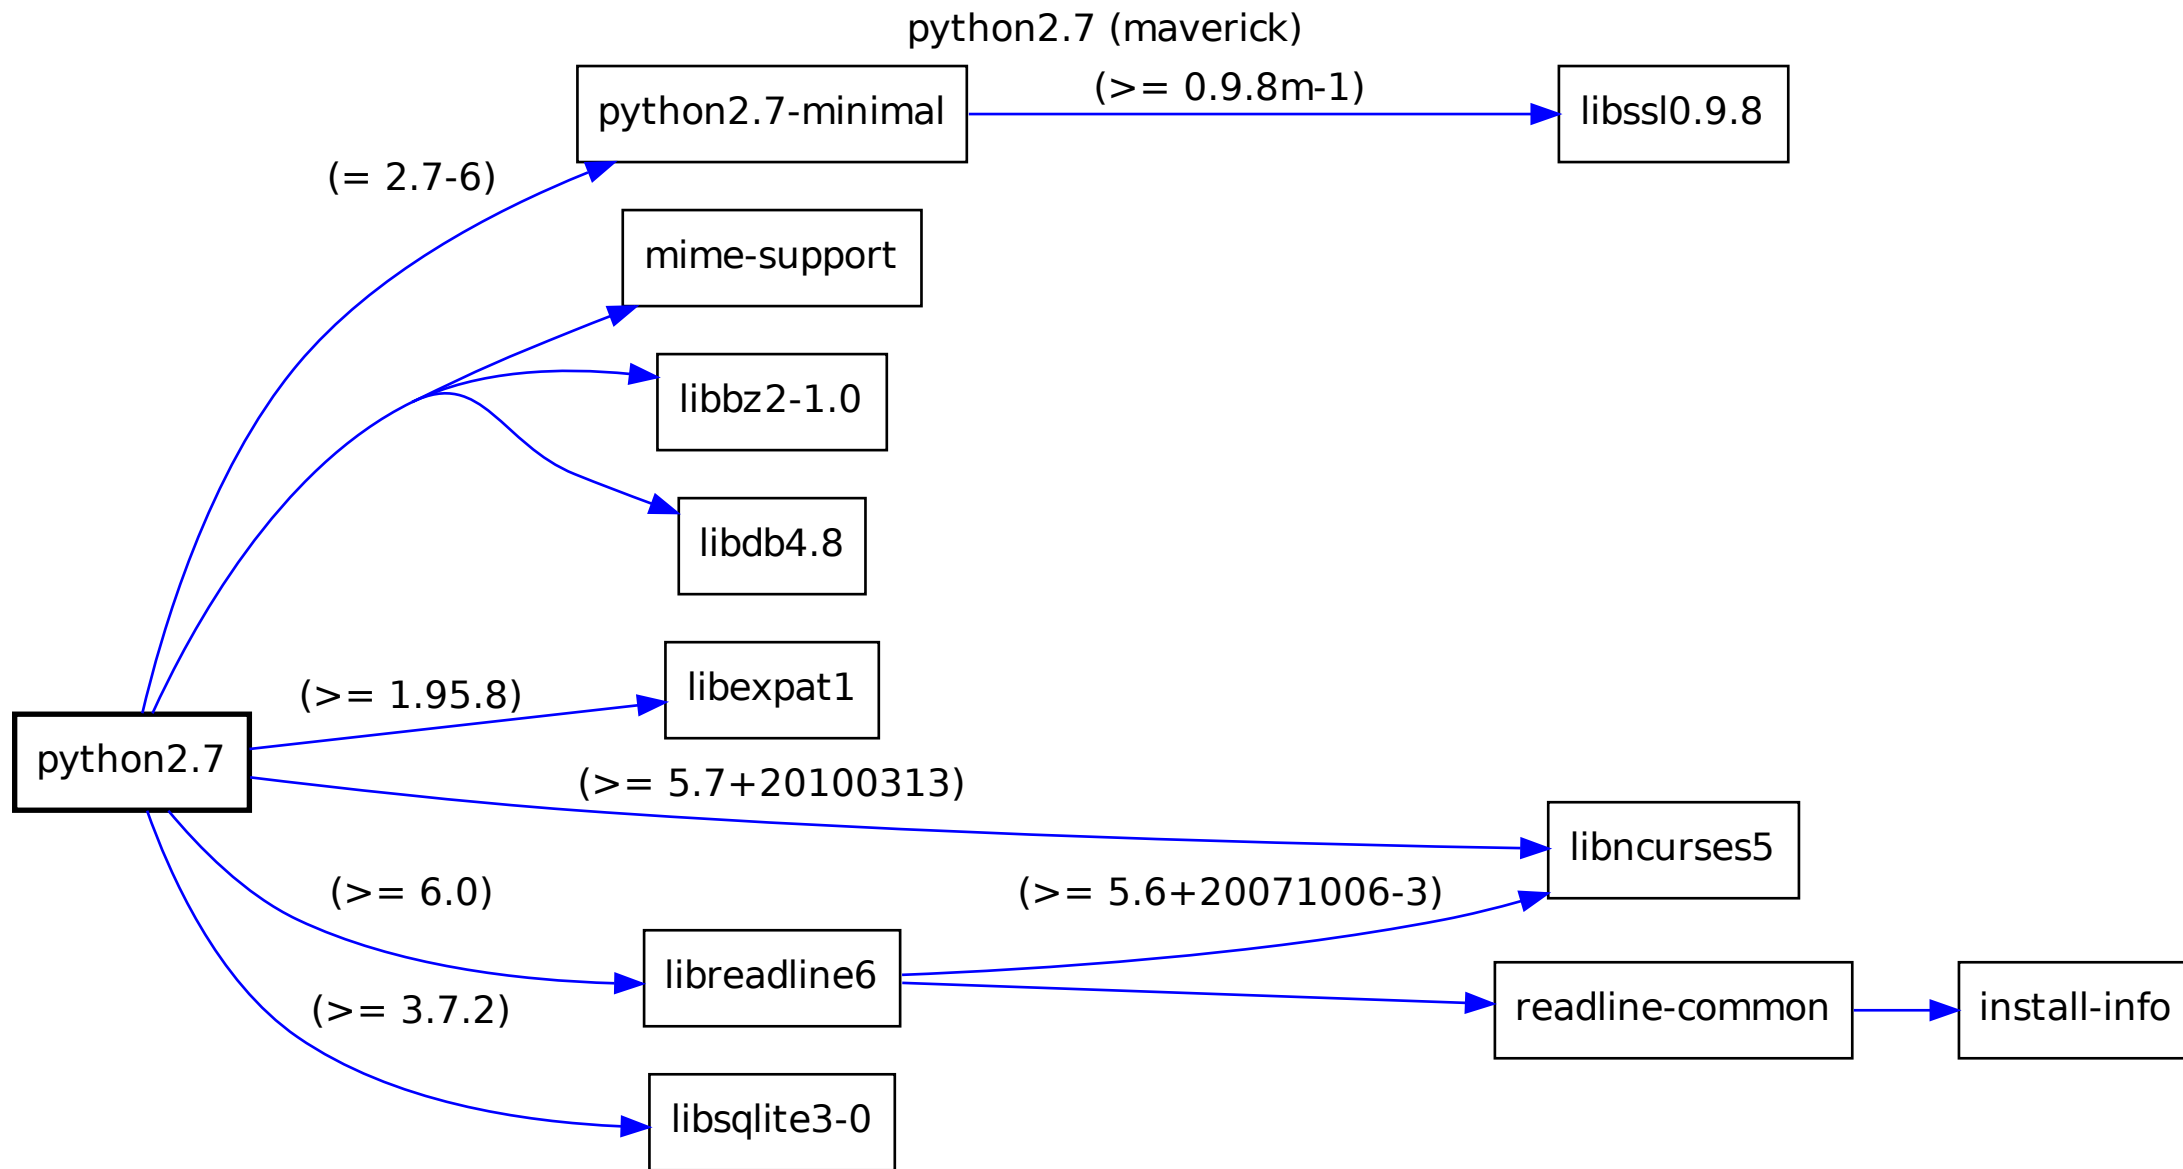 python2.7 (maverick)
(>= 0.9.8m-1)
python2.7-minimal
libssl0.9.8
(= 2.7-6)
mime-support
libbz2-1.0
libdb4.8
libexpat1
(>= 1.95.8)
python2.7
(>= 5.7+20100313)
libncurses5
(>= 6.0)
(>= 5.6+20071006-3)
libreadline6
(>= 3.7.2)
readline-common
install-info
libsqlite3-0